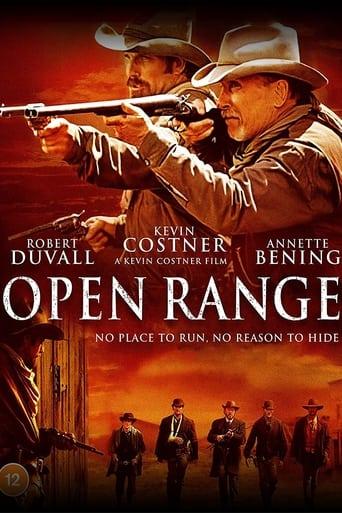 ROBERT DUVALL
KEVIN COSTNER
ANNETTE BENING
A KEVIN COSTNER FILM
OPEN RANGE
NO PLACE TO RUN, NO REASON TO HIDE
12